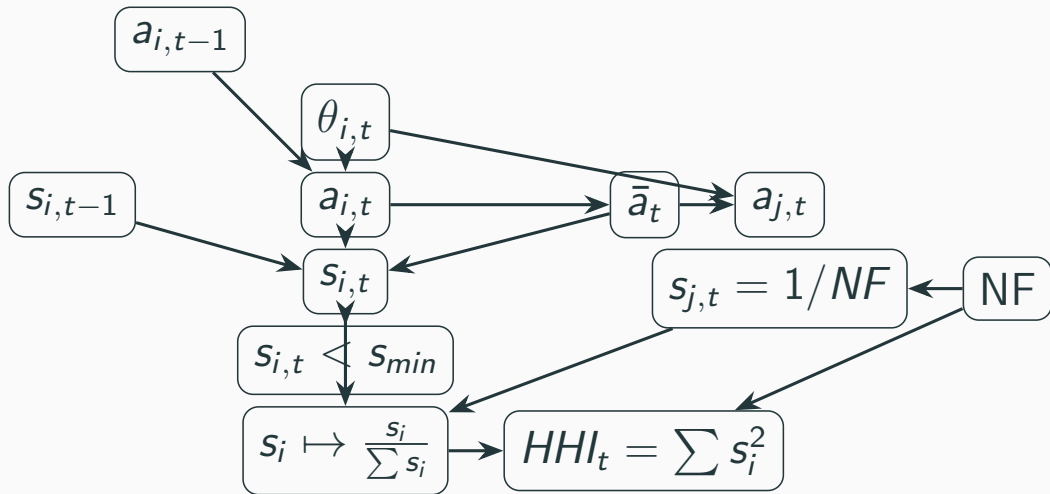 a_{i,t−1}
θ_{i,t}
s_{i,t−1}
a_{i,t}
ā_t
a_{j,t}
s_{i,t}
s_{j,t} = 1/NF
NF
s_{i,t} < s_{min}
s_i ↦ \frac{s_i}{∑ s_i}
HHI_t = ∑ s_i^2